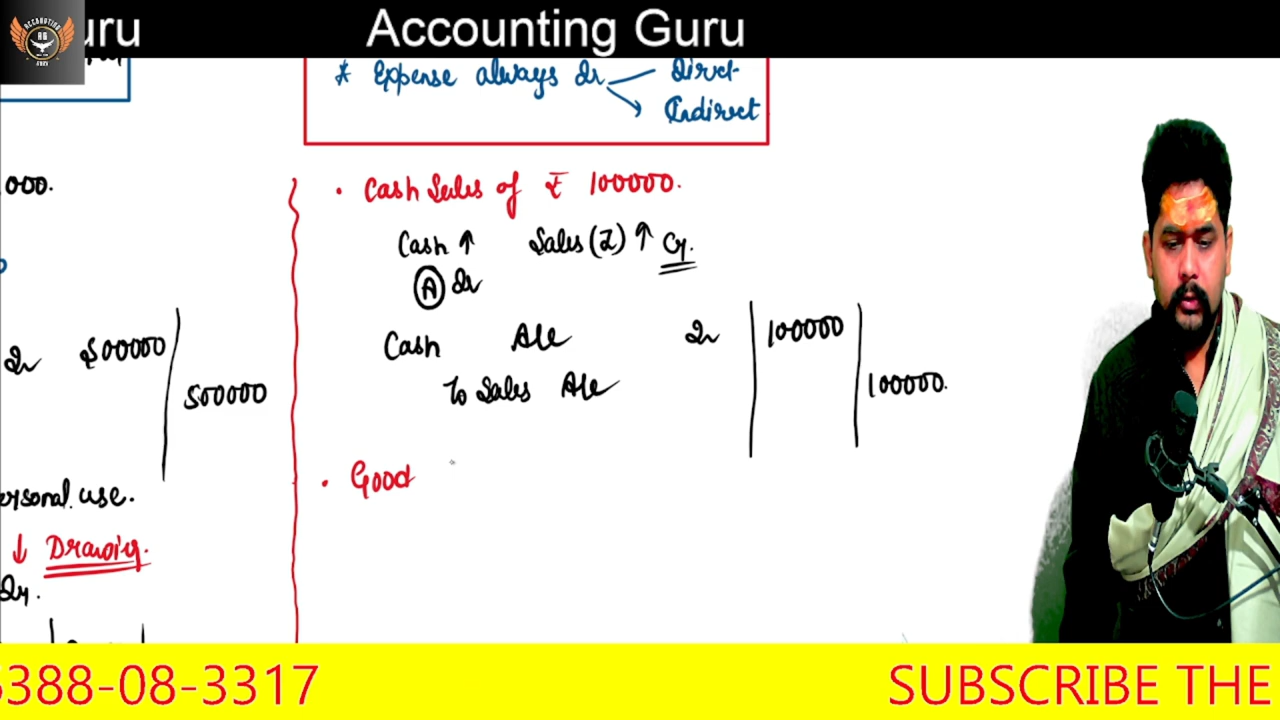 Accounting Guru
uru
* Expense always Dr
Direct
Indirect
000.
• Cash Sales of ₹ 100000.
Cash ↑ Sales (I) ↑ Cr.
A Dr
Cash A/c Dr 100000
To Sales A/c 100000.
Dr 500000
500000
• Good
ersonal use.
↓ Drawing.
Dr.
388-08-3317
SUBSCRIBE THE